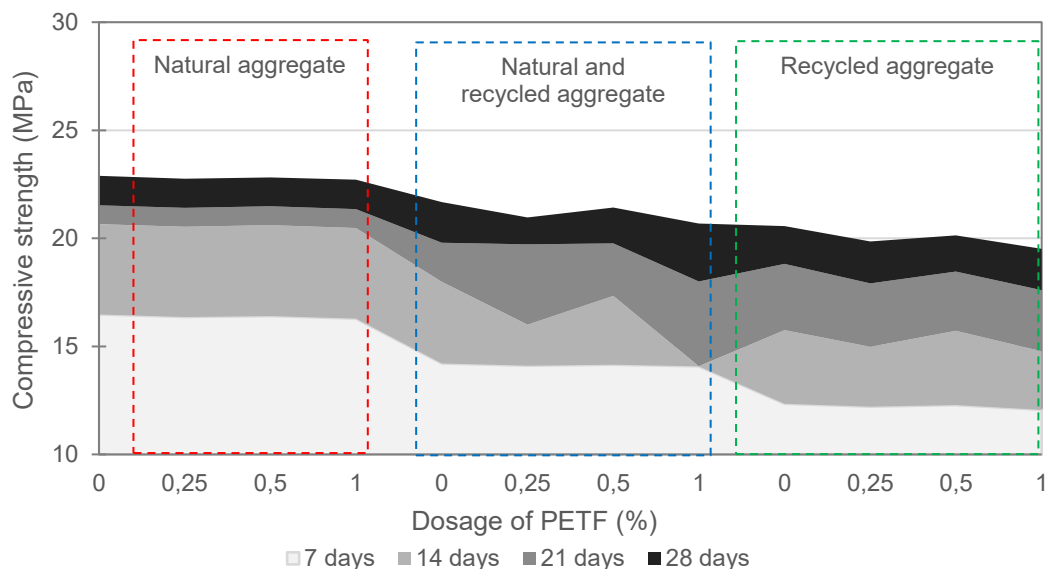 30
25
20
15
10
Compressive strength (MPa)
Natural aggregate
Natural and
recycled aggregate
Recycled aggregate
0 0,25 0,5 1 0 0,25 0,5 1 0 0,25 0,5 1
Dosage of PETF (%)
7 days 14 days 21 days 28 days